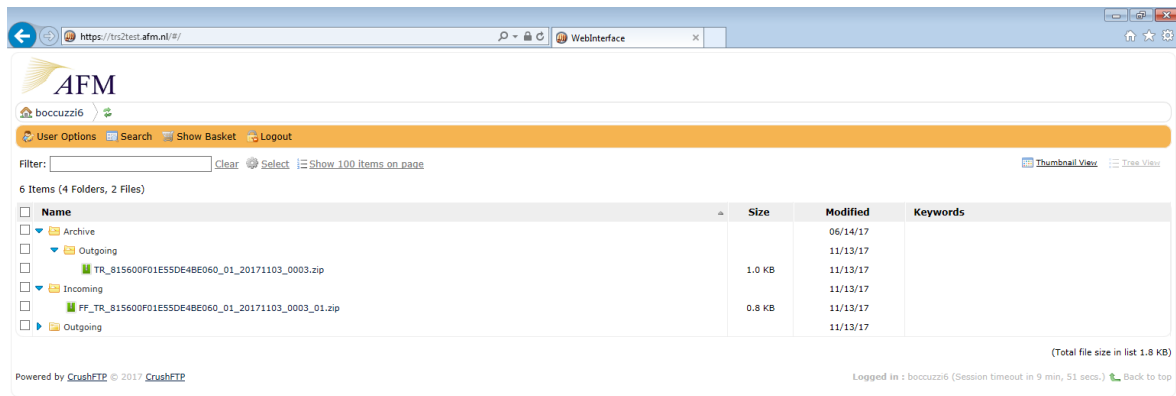 https://trs2test.afm.nl/#/ WebInterface
AFM
boccuzzi6
User Options Search Show Basket Logout
Filter: Clear Select Show 100 items on page Thumbnail View Tree View
6 Items (4 Folders, 2 Files)
Name Size Modified Keywords
Archive 06/14/17
Outgoing 11/13/17
TR_815600F01E55DE4BE060_01_20171103_0003.zip 1.0 KB 11/13/17
Incoming 11/13/17
FF_TR_815600F01E55DE4BE060_01_20171103_0003_01.zip 0.8 KB 11/13/17
Outgoing 11/13/17
(Total file size in list 1.8 KB)
Powered by CrushFTP © 2017 CrushFTP Logged in : boccuzzi6 (Session timeout in 9 min, 51 secs.) Back to top